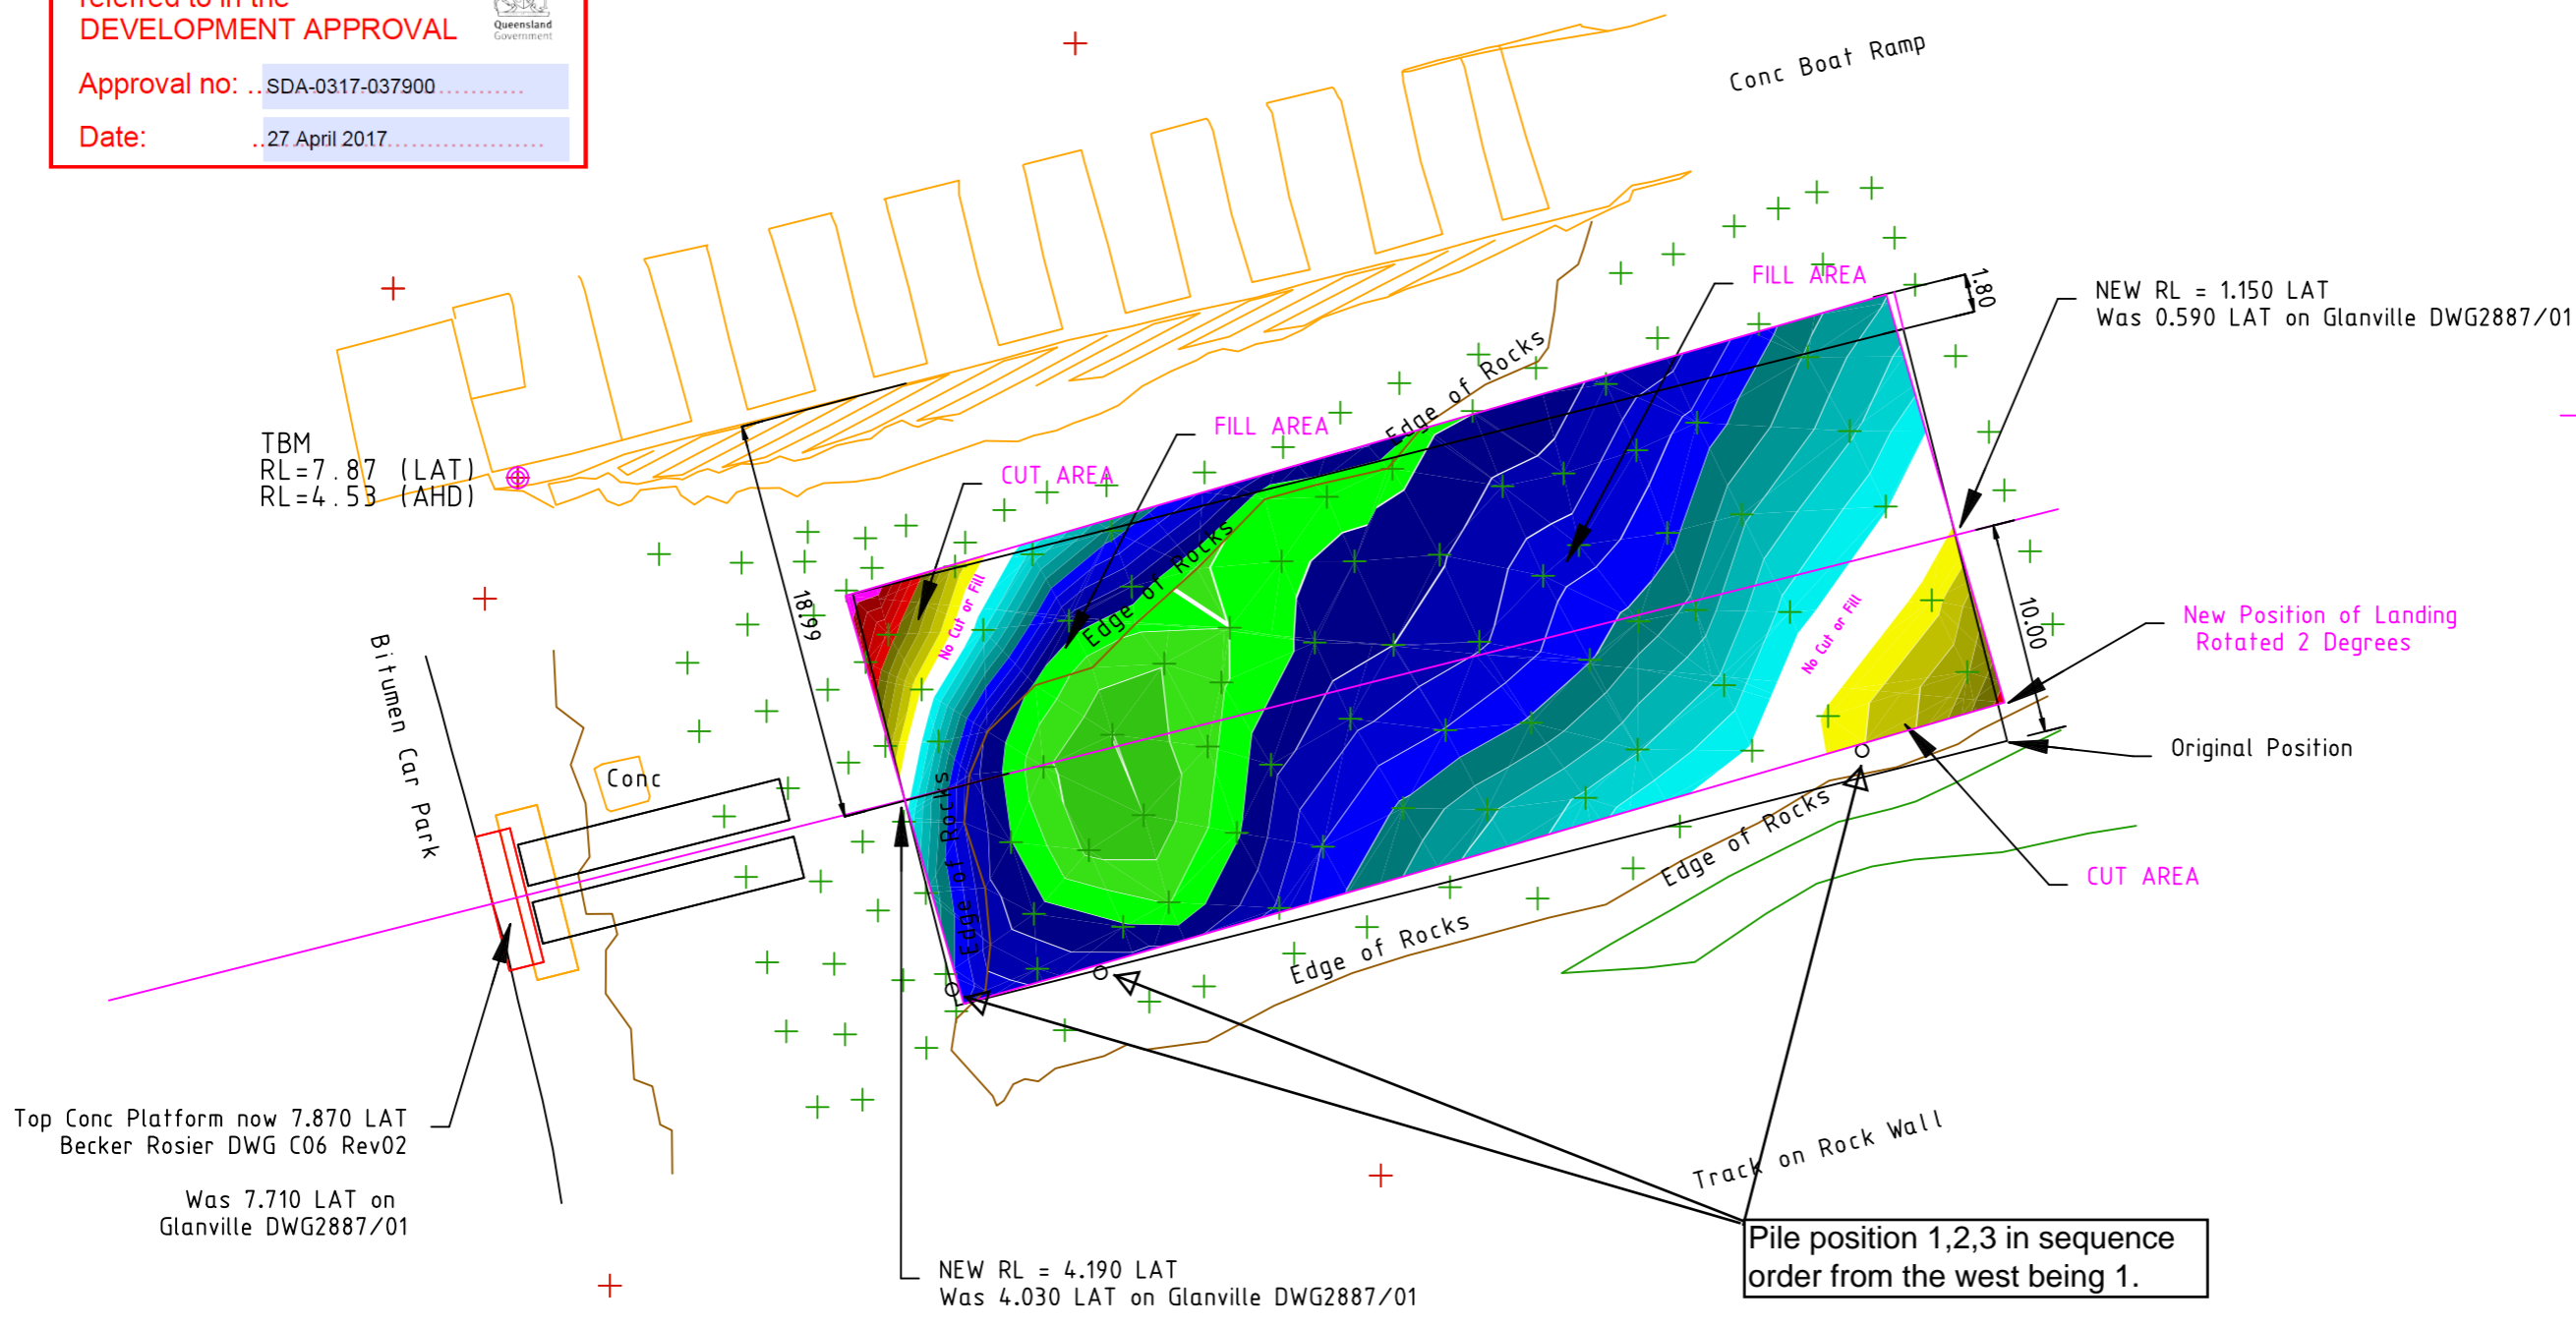 referred to in the
DEVELOPMENT APPROVAL
Queensland
Government
Approval no: ..SDA-0317-037900...........
Date: ..27 April 2017....................
Conc Boat Ramp
FILL AREA
1.80
NEW RL = 1.150 LAT
Was 0.590 LAT on Glanville DWG2887/01
Edge of Rocks
FILL AREA
TBM
RL=7.87 (LAT)
RL=4.53 (AHD)
CUT AREA
Edge of Rocks
No Cut or Fill
18.99
No Cut or Fill
10.00
New Position of Landing
Rotated 2 Degrees
Bitumen Car Park
Conc
Original Position
Edge of Rocks
Edge of Rocks
CUT AREA
Edge of Rocks
Top Conc Platform now 7.870 LAT
Becker Rosier DWG C06 Rev02
Was 7.710 LAT on
Glanville DWG2887/01
Track on Rock Wall
Pile position 1,2,3 in sequence
order from the west being 1.
NEW RL = 4.190 LAT
Was 4.030 LAT on Glanville DWG2887/01